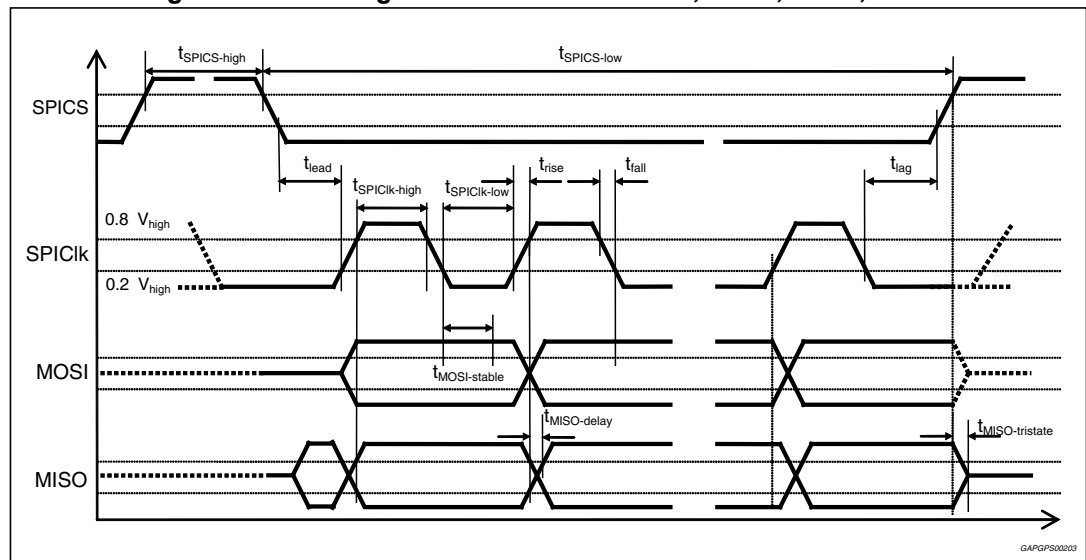 tSPICS-high
tSPICS-low
SPICS
tlead
trise
tfall
tlag
tSPIClk-high
tSPIClk-low
0.8 Vhigh
SPIClk
0.2 Vhigh
MOSI
tMOSI-stable
tMISO-delay
tMISO-tristate
MISO
GAPGPS00203